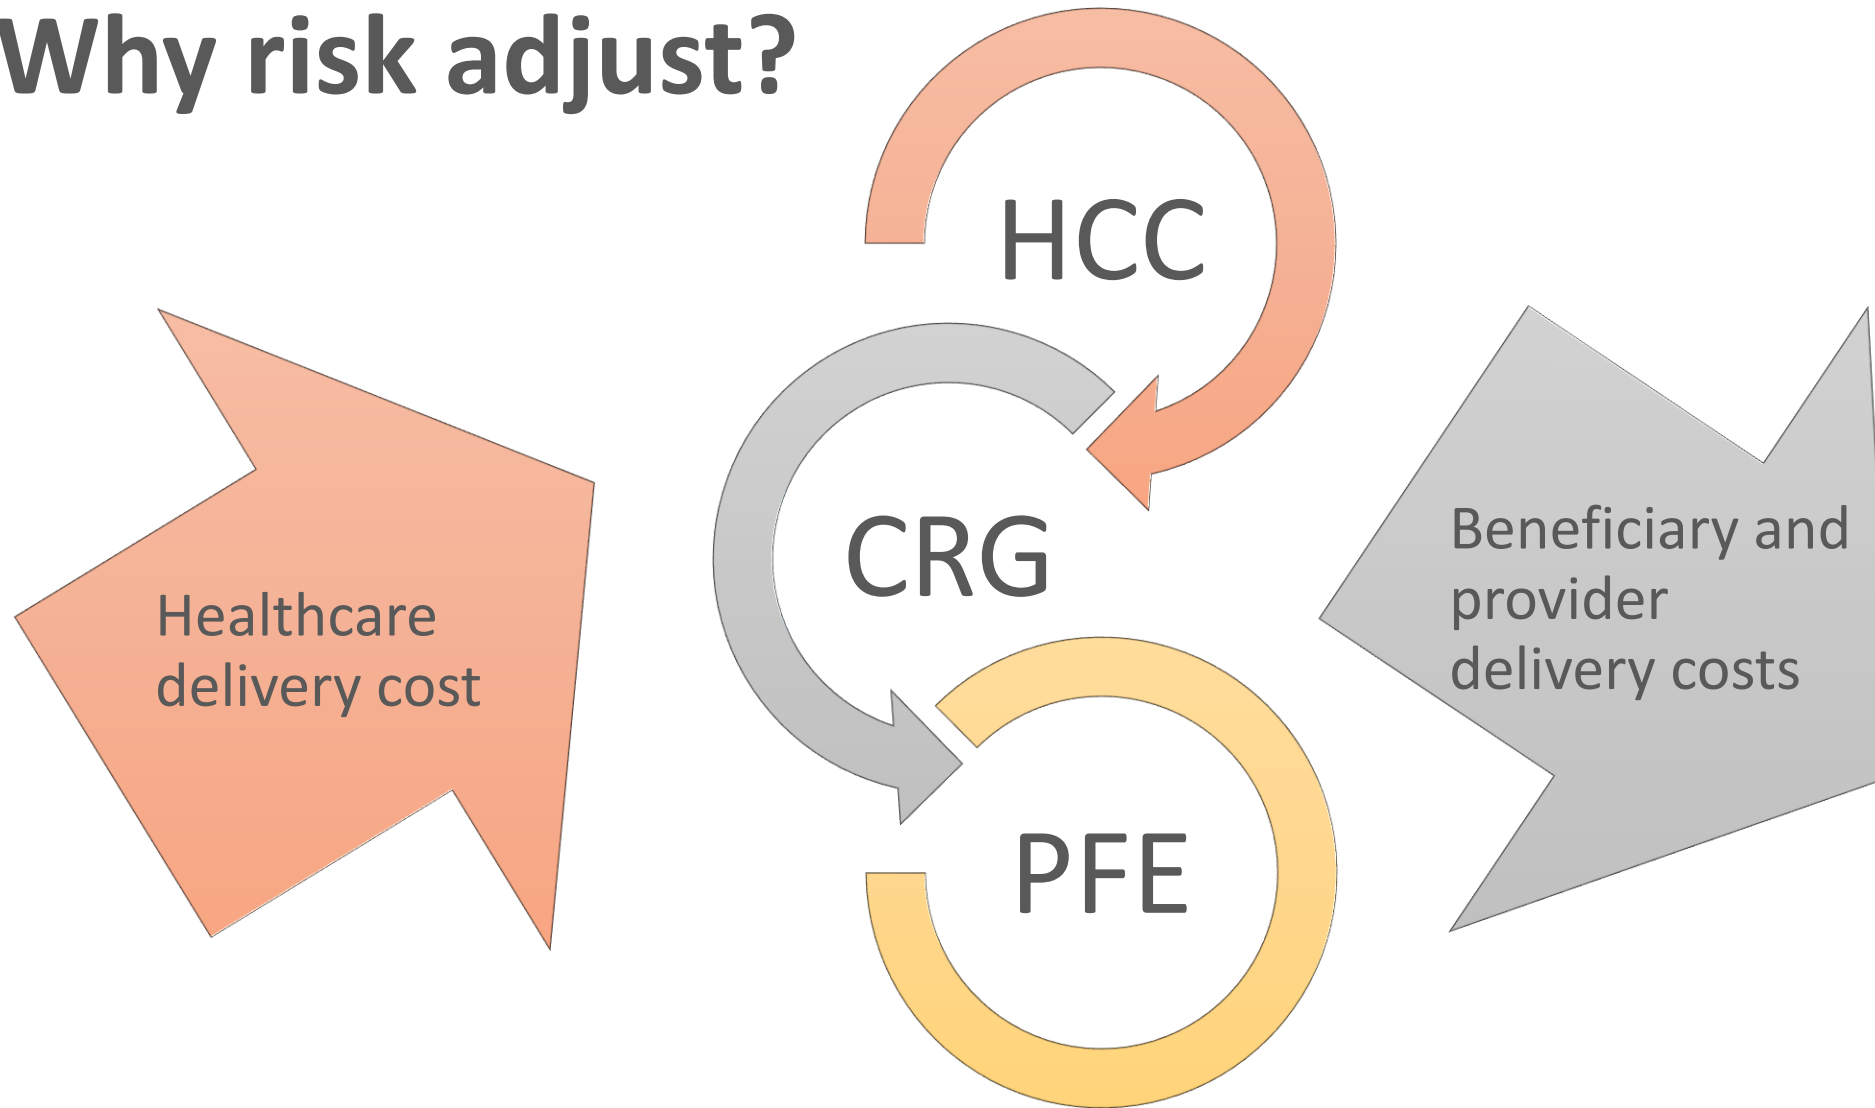 Why risk adjust?
HCC
CRG
PFE
Healthcare
delivery cost
Beneficiary and
provider
delivery costs